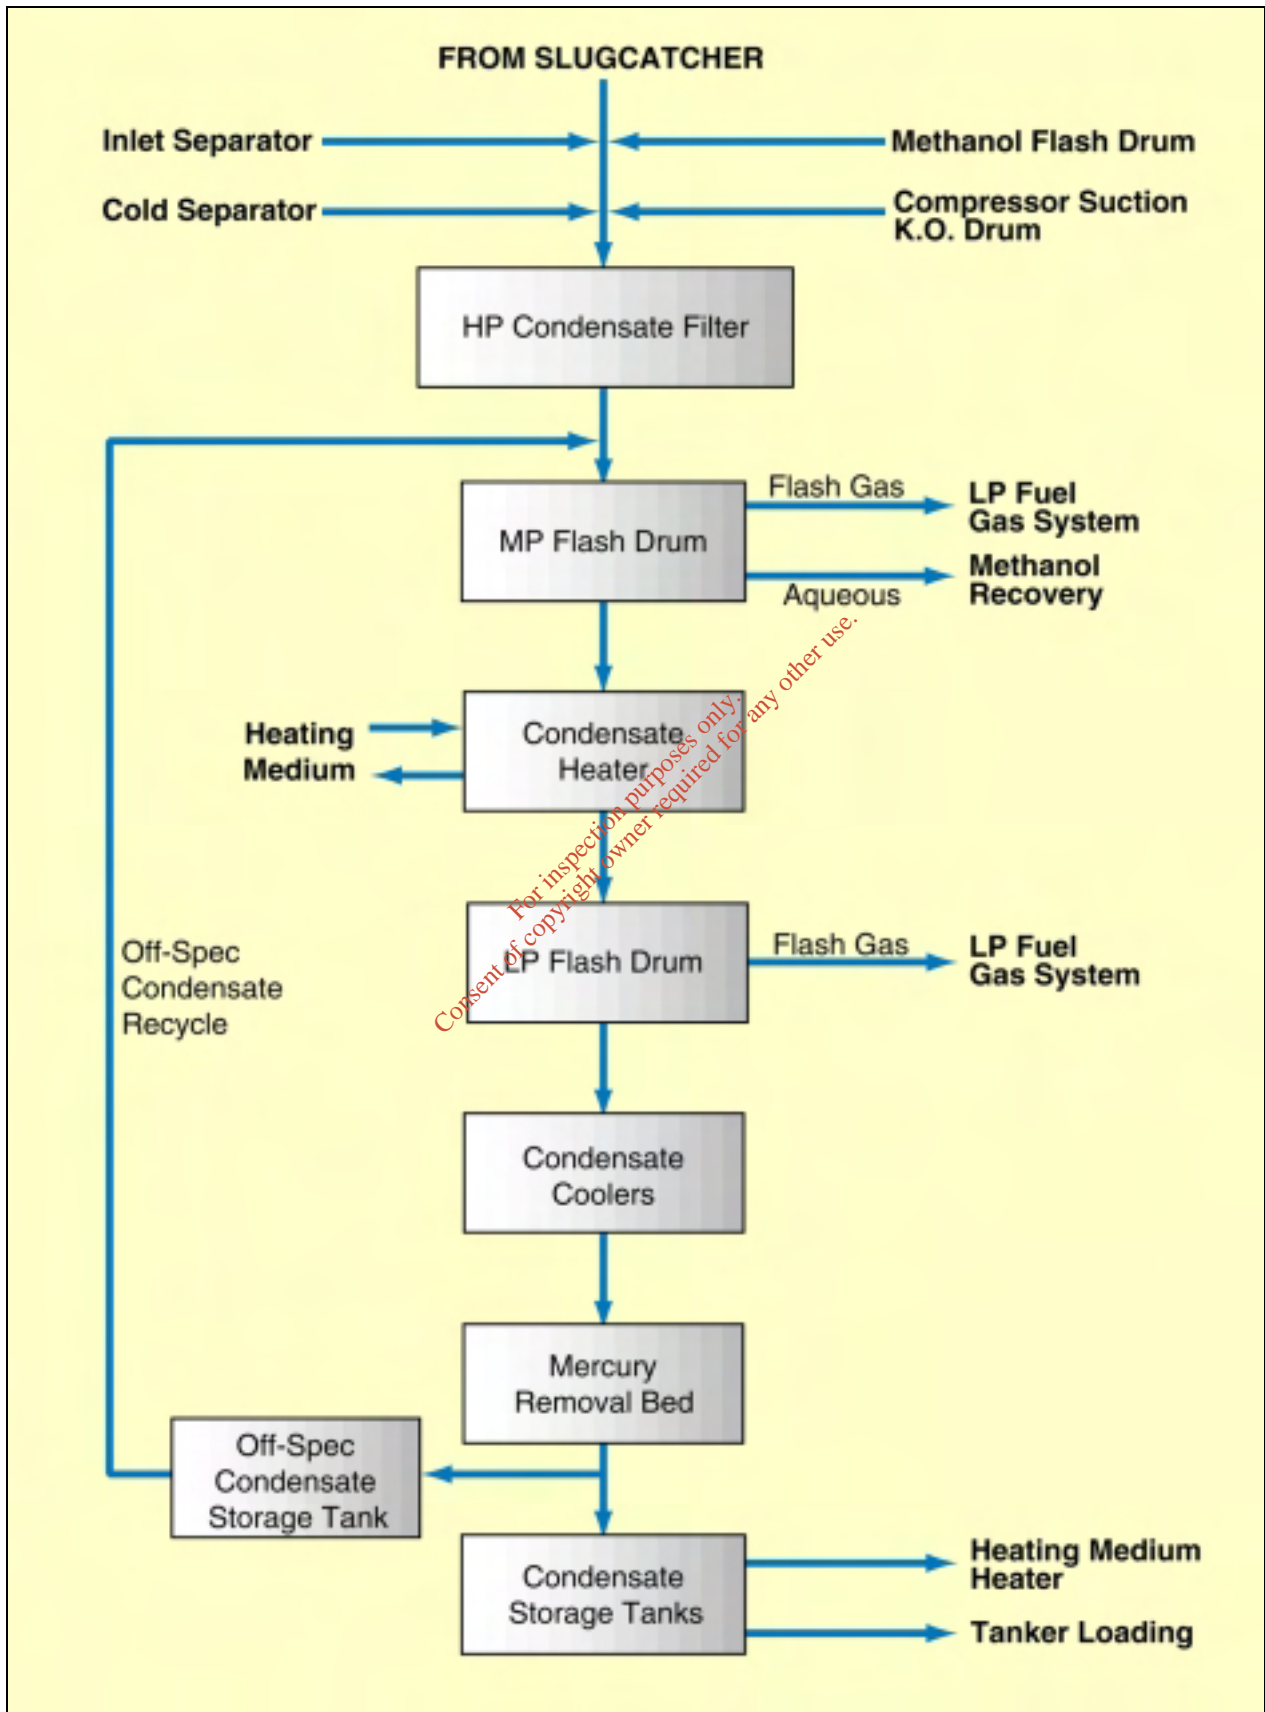 FROM SLUGCATCHER
Inlet Separator
Methanol Flash Drum
Cold Separator
Compressor Suction
K.O. Drum
HP Condensate Filter
MP Flash Drum
Flash Gas
LP Fuel
Gas System
Aqueous
Methanol
Recovery
Heating
Medium
Condensate
Heater
For inspection purposes only.
Consent of copyright owner required for any other use.
LP Flash Drum
Flash Gas
LP Fuel
Gas System
Off-Spec
Condensate
Recycle
Condensate
Coolers
Mercury
Removal Bed
Off-Spec
Condensate
Storage Tank
Condensate
Storage Tanks
Heating Medium
Heater
Tanker Loading